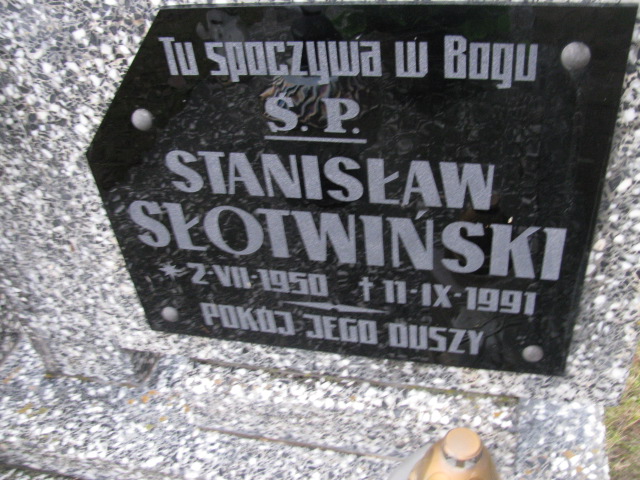 Tu spoczywa w Bogu
Ś. P.
STANISŁAW
SŁOTWIŃSKI
* 2-VII-1950 † 11-IX-1991
POKÓJ JEGO DUSZY